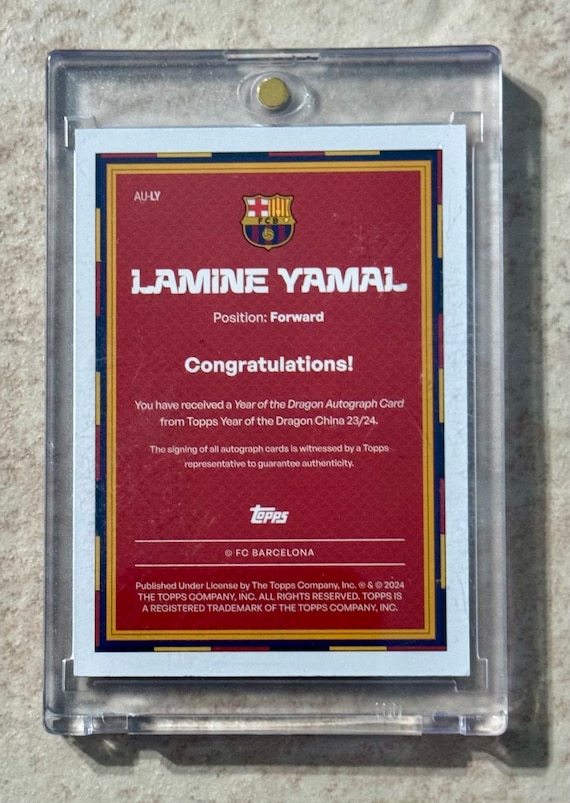 AU-LY
FCB
LAMINE YAMAL
Position: Forward
Congratulations!
You have received a Year of the Dragon Autograph Card
from Topps Year of the Dragon China 23/24.
The signing of all autograph cards is witnessed by a Topps
representative to guarantee authenticity.
topps
© FC BARCELONA
Published Under License by The Topps Company, Inc. ® & © 2024
THE TOPPS COMPANY, INC. ALL RIGHTS RESERVED. TOPPS IS
A REGISTERED TRADEMARK OF THE TOPPS COMPANY, INC.